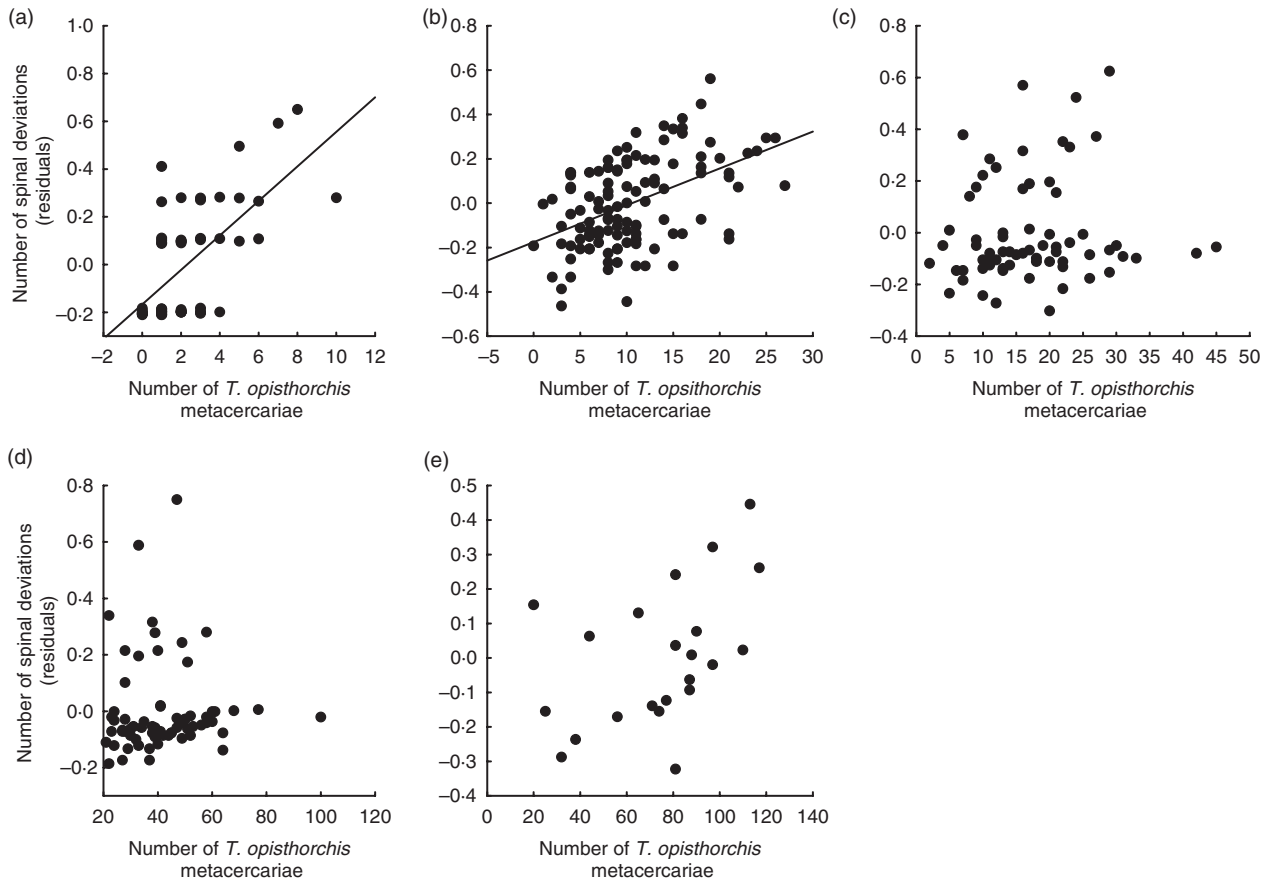 (a)
1·0
0·8
0·6
0·4
0·2
0·0
–0·2
Number of spinal deviations
(residuals)
–2 0 2 4 6 8 10 12
Number of T. opisthorchis
metacercariae
(b)
0·8
0·6
0·4
0·2
0·0
–0·2
–0·4
–0·6
–5 0 5 10 15 20 25 30
Number of T. opsithorchis
metacercariae
(c)
0·8
0·6
0·4
0·2
0·0
–0·2
–0·4
0 5 10 15 20 25 30 35 40 45 50
Number of T. opisthorchis
metacercariae
(d)
0·8
0·6
0·4
0·2
0·0
–0·2
Number of spinal deviations
(residuals)
20 40 60 80 100 120
Number of T. opisthorchis
metacercariae
(e)
0·5
0·4
0·3
0·2
0·1
0·0
–0·1
–0·2
–0·3
–0·4
0 20 40 60 80 100 120 140
Number of T. opisthorchis
metacercariae